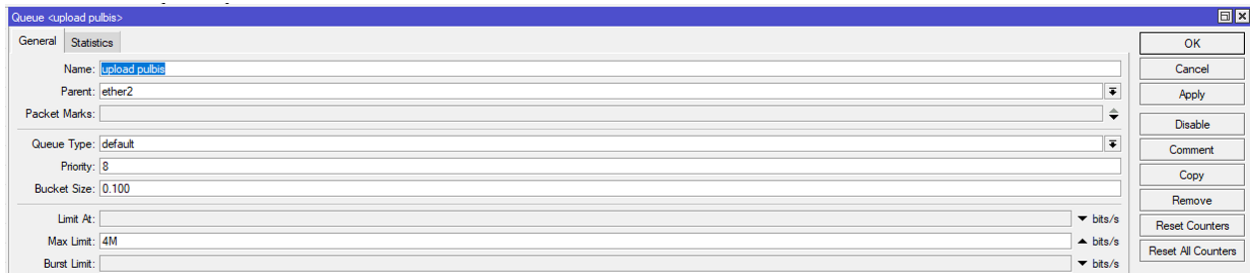 Queue <upload pulbis>
General Statistics
OK
Name: upload pulbis
Cancel
Parent: ether2
Apply
Packet Marks:
Disable
Queue Type: default
Comment
Priority: 8
Copy
Bucket Size: 0.100
Remove
Limit At: bits/s
Reset Counters
Max Limit: 4M bits/s
Reset All Counters
Burst Limit: bits/s